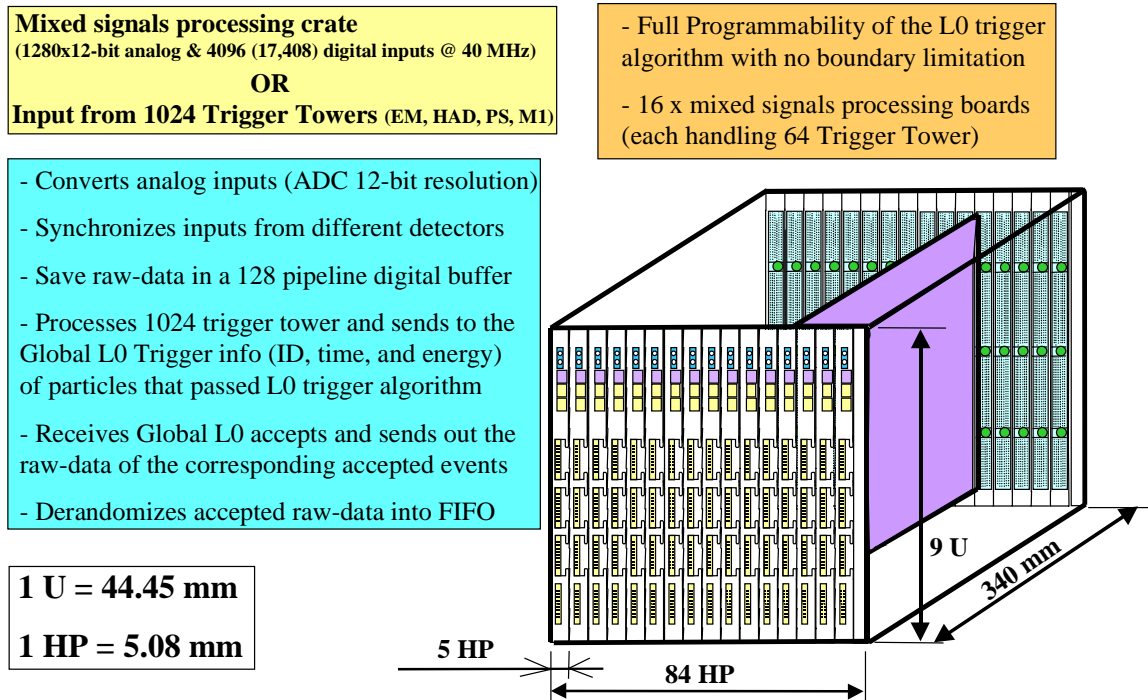 Mixed signals processing crate
(1280x12-bit analog & 4096 (17,408) digital inputs @ 40 MHz)
OR
Input from 1024 Trigger Towers (EM, HAD, PS, M1)
- Full Programmability of the L0 trigger
algorithm with no boundary limitation
- 16 x mixed signals processing boards
(each handling 64 Trigger Tower)
- Converts analog inputs (ADC 12-bit resolution)
- Synchronizes inputs from different detectors
- Save raw-data in a 128 pipeline digital buffer
- Processes 1024 trigger tower and sends to the
Global L0 Trigger info (ID, time, and energy)
of particles that passed L0 trigger algorithm
- Receives Global L0 accepts and sends out the
raw-data of the corresponding accepted events
- Derandomizes accepted raw-data into FIFO
1 U = 44.45 mm
1 HP = 5.08 mm
9 U
340 mm
5 HP
84 HP